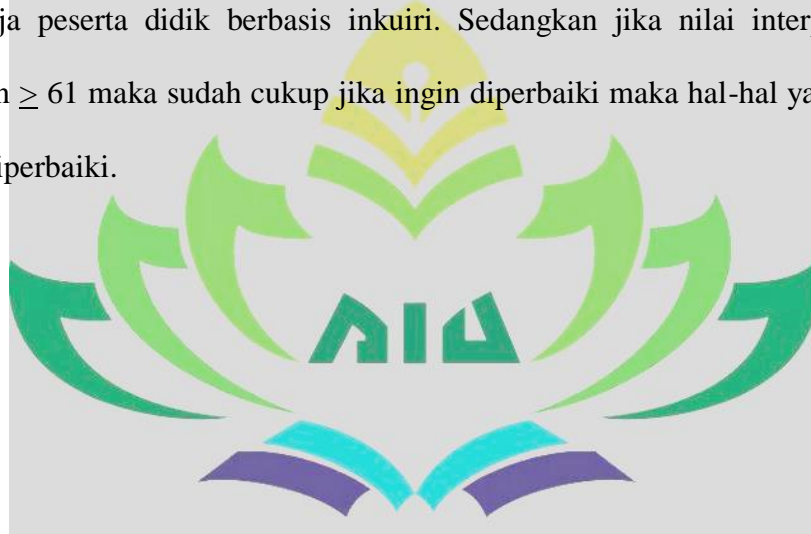 ja peserta didik berbasis inkuiri. Sedangkan jika nilai inter
n ≥ 61 maka sudah cukup jika ingin diperbaiki maka hal-hal ya
iperbaiki.